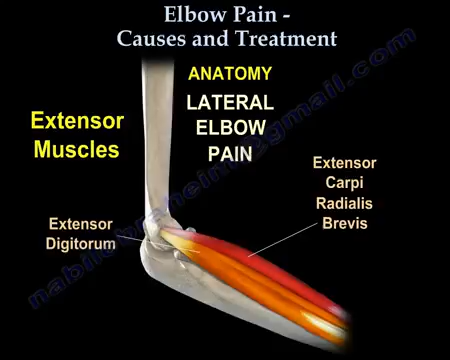 Elbow Pain -
Causes and Treatment
ANATOMY
LATERAL
ELBOW
PAIN
Extensor
Muscles
Extensor
Carpi
Radialis
Brevis
Extensor
Digitorum